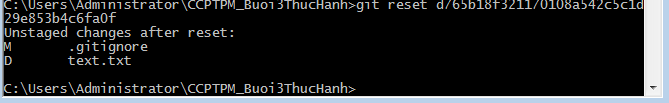 C:\Users\Administrator\CCPTPM_Buoi3ThucHanh>git reset d765b18f321170108a542c5c1d
29e853b4c6fa0f
Unstaged changes after reset:
M .gitignore
D text.txt
C:\Users\Administrator\CCPTPM_Buoi3ThucHanh>